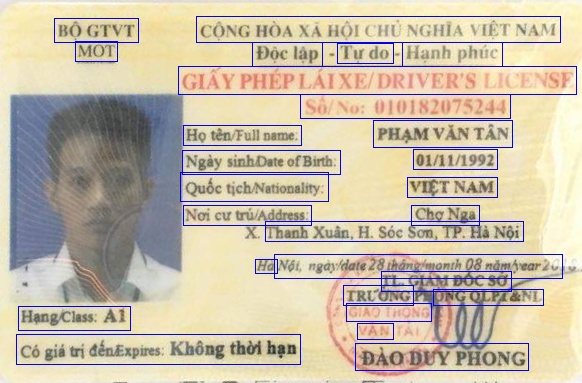 BỘ GTVT
MOT
CỘNG HÒA XÃ HỘI CHỦ NGHĨA VIỆT NAM
Độc lập - Tự do - Hạnh phúc
GIẤY PHÉP LÁI XE/DRIVER'S LICENSE
Số/No: 010182075244
Họ tên/Full name: PHẠM VĂN TÂN
Ngày sinh/Date of Birth: 01/11/1992
Quốc tịch/Nationality: VIỆT NAM
Nơi cư trú/Address: Chợ Nga
X. Thanh Xuân, H. Sóc Sơn, TP. Hà Nội
Hà Nội, ngày/date 28 tháng/month 08 năm/year
TL. GIÁM ĐỐC SỞ
TRƯỞNG PHÒNG QLPT&NL
GIAO THÔNG
VẬN TẢI
Hạng/Class: A1
Có giá trị đến/Expires: Không thời hạn
ĐÀO DUY PHONG